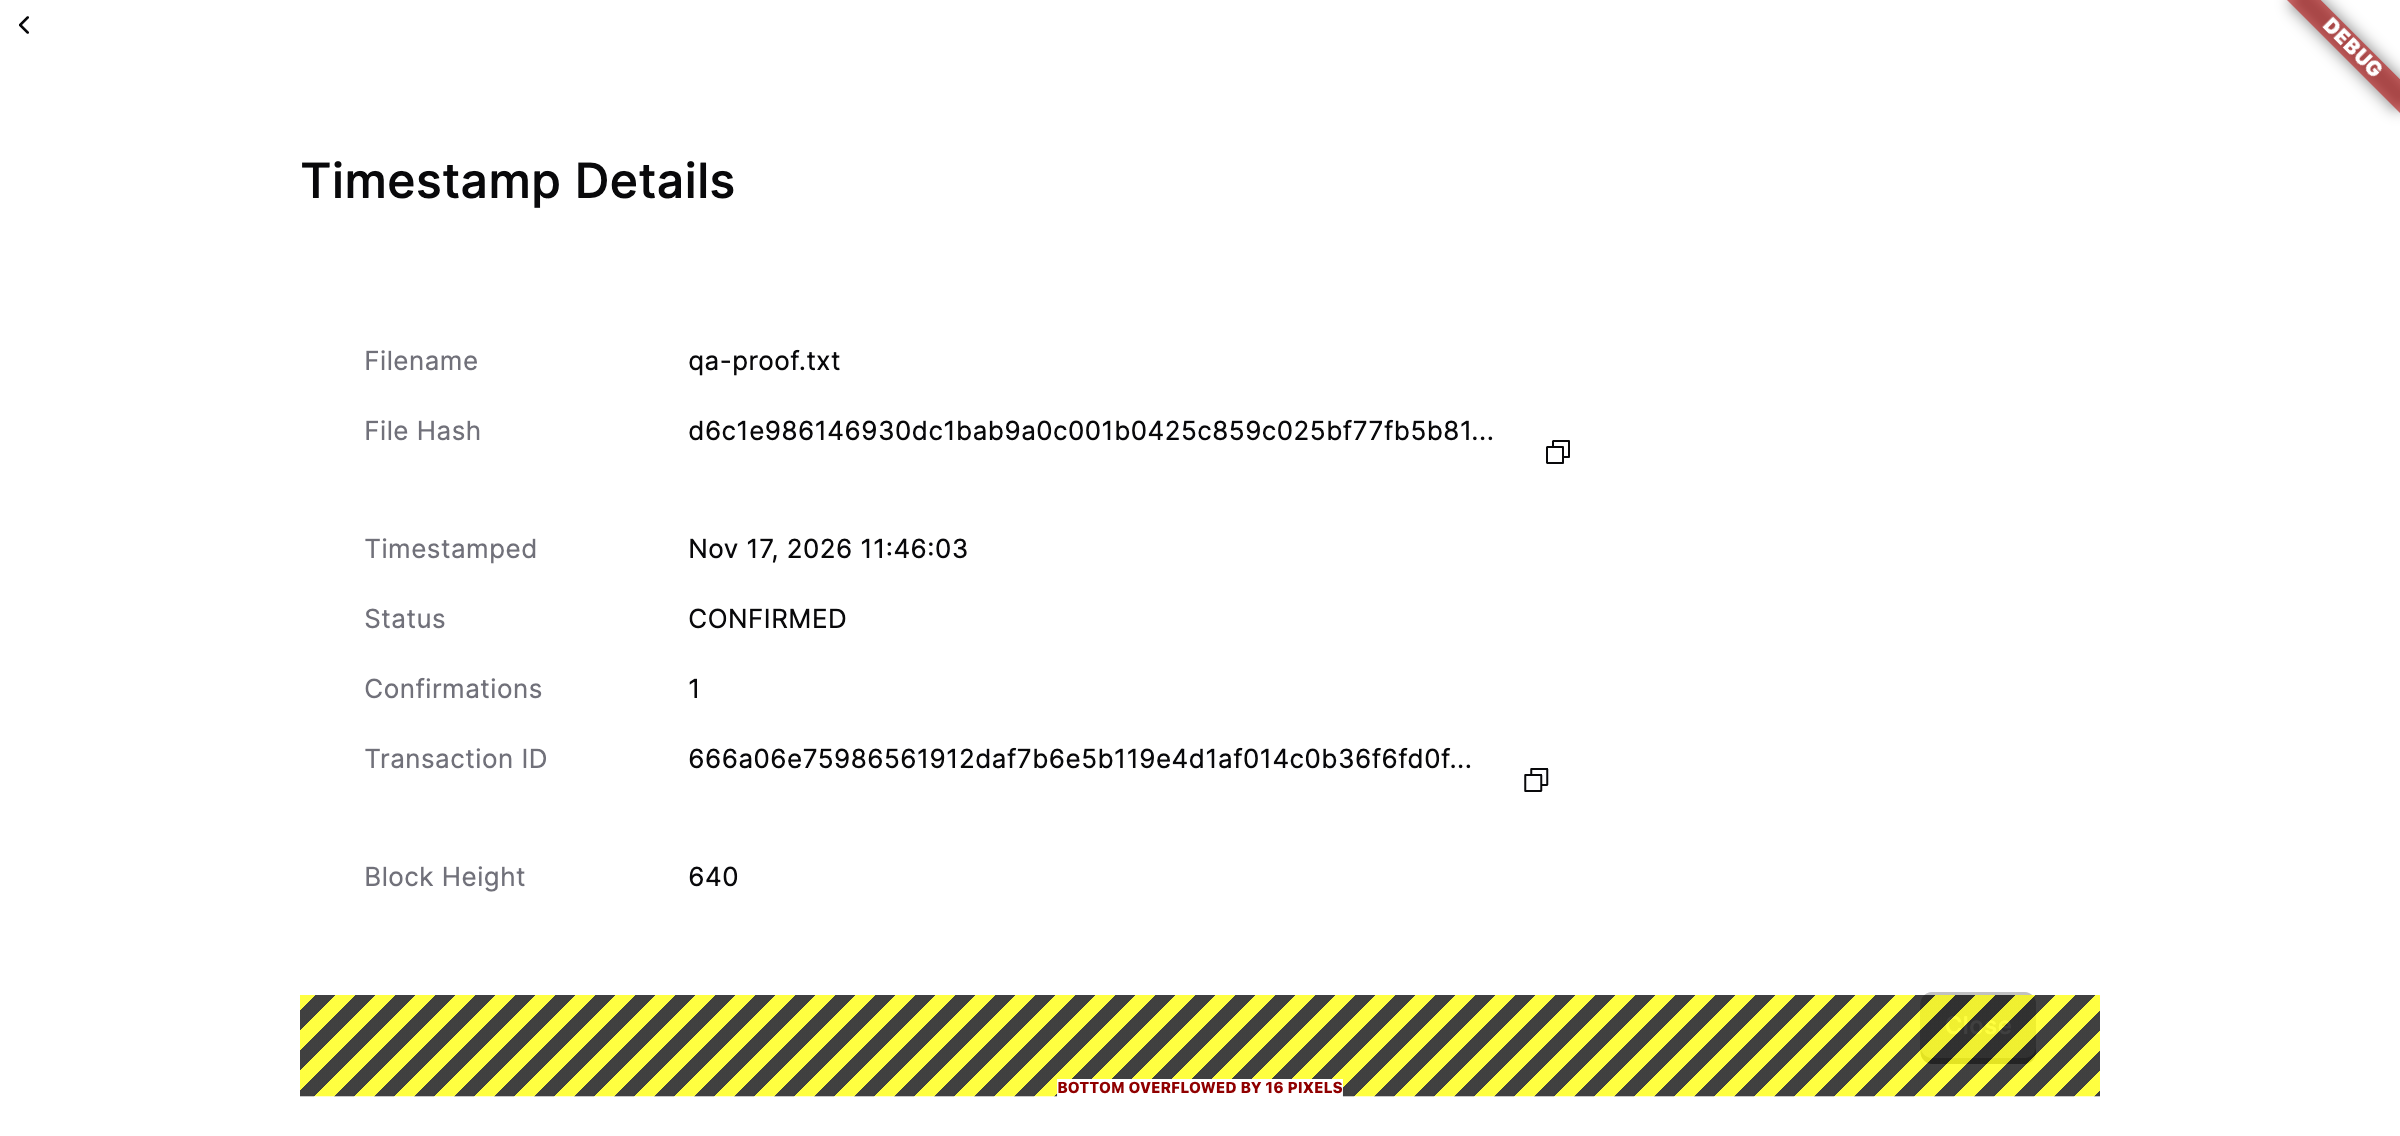 DEBUG
Timestamp Details
Filename qa-proof.txt
File Hash d6c1e986146930dc1bab9a0c001b0425c859c025bf77fb5b81...
Timestamped Nov 17, 2026 11:46:03
Status CONFIRMED
Confirmations 1
Transaction ID 666a06e75986561912daf7b6e5b119e4d1af014c0b36f6fd0f...
Block Height 640
BOTTOM OVERFLOWED BY 16 PIXELS